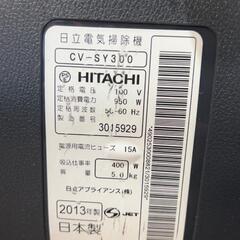 日立電気掃除機
CV-SY300
HITACHI
定格電圧 100 V
定格消費電力 950 W
定格周波数 50-60 Hz
3015929
電源用電流ヒューズ 15A
吸込仕事率 400 W
質量 5.0 kg
日立アプライアンス(株)
2013年
日本製
S JET